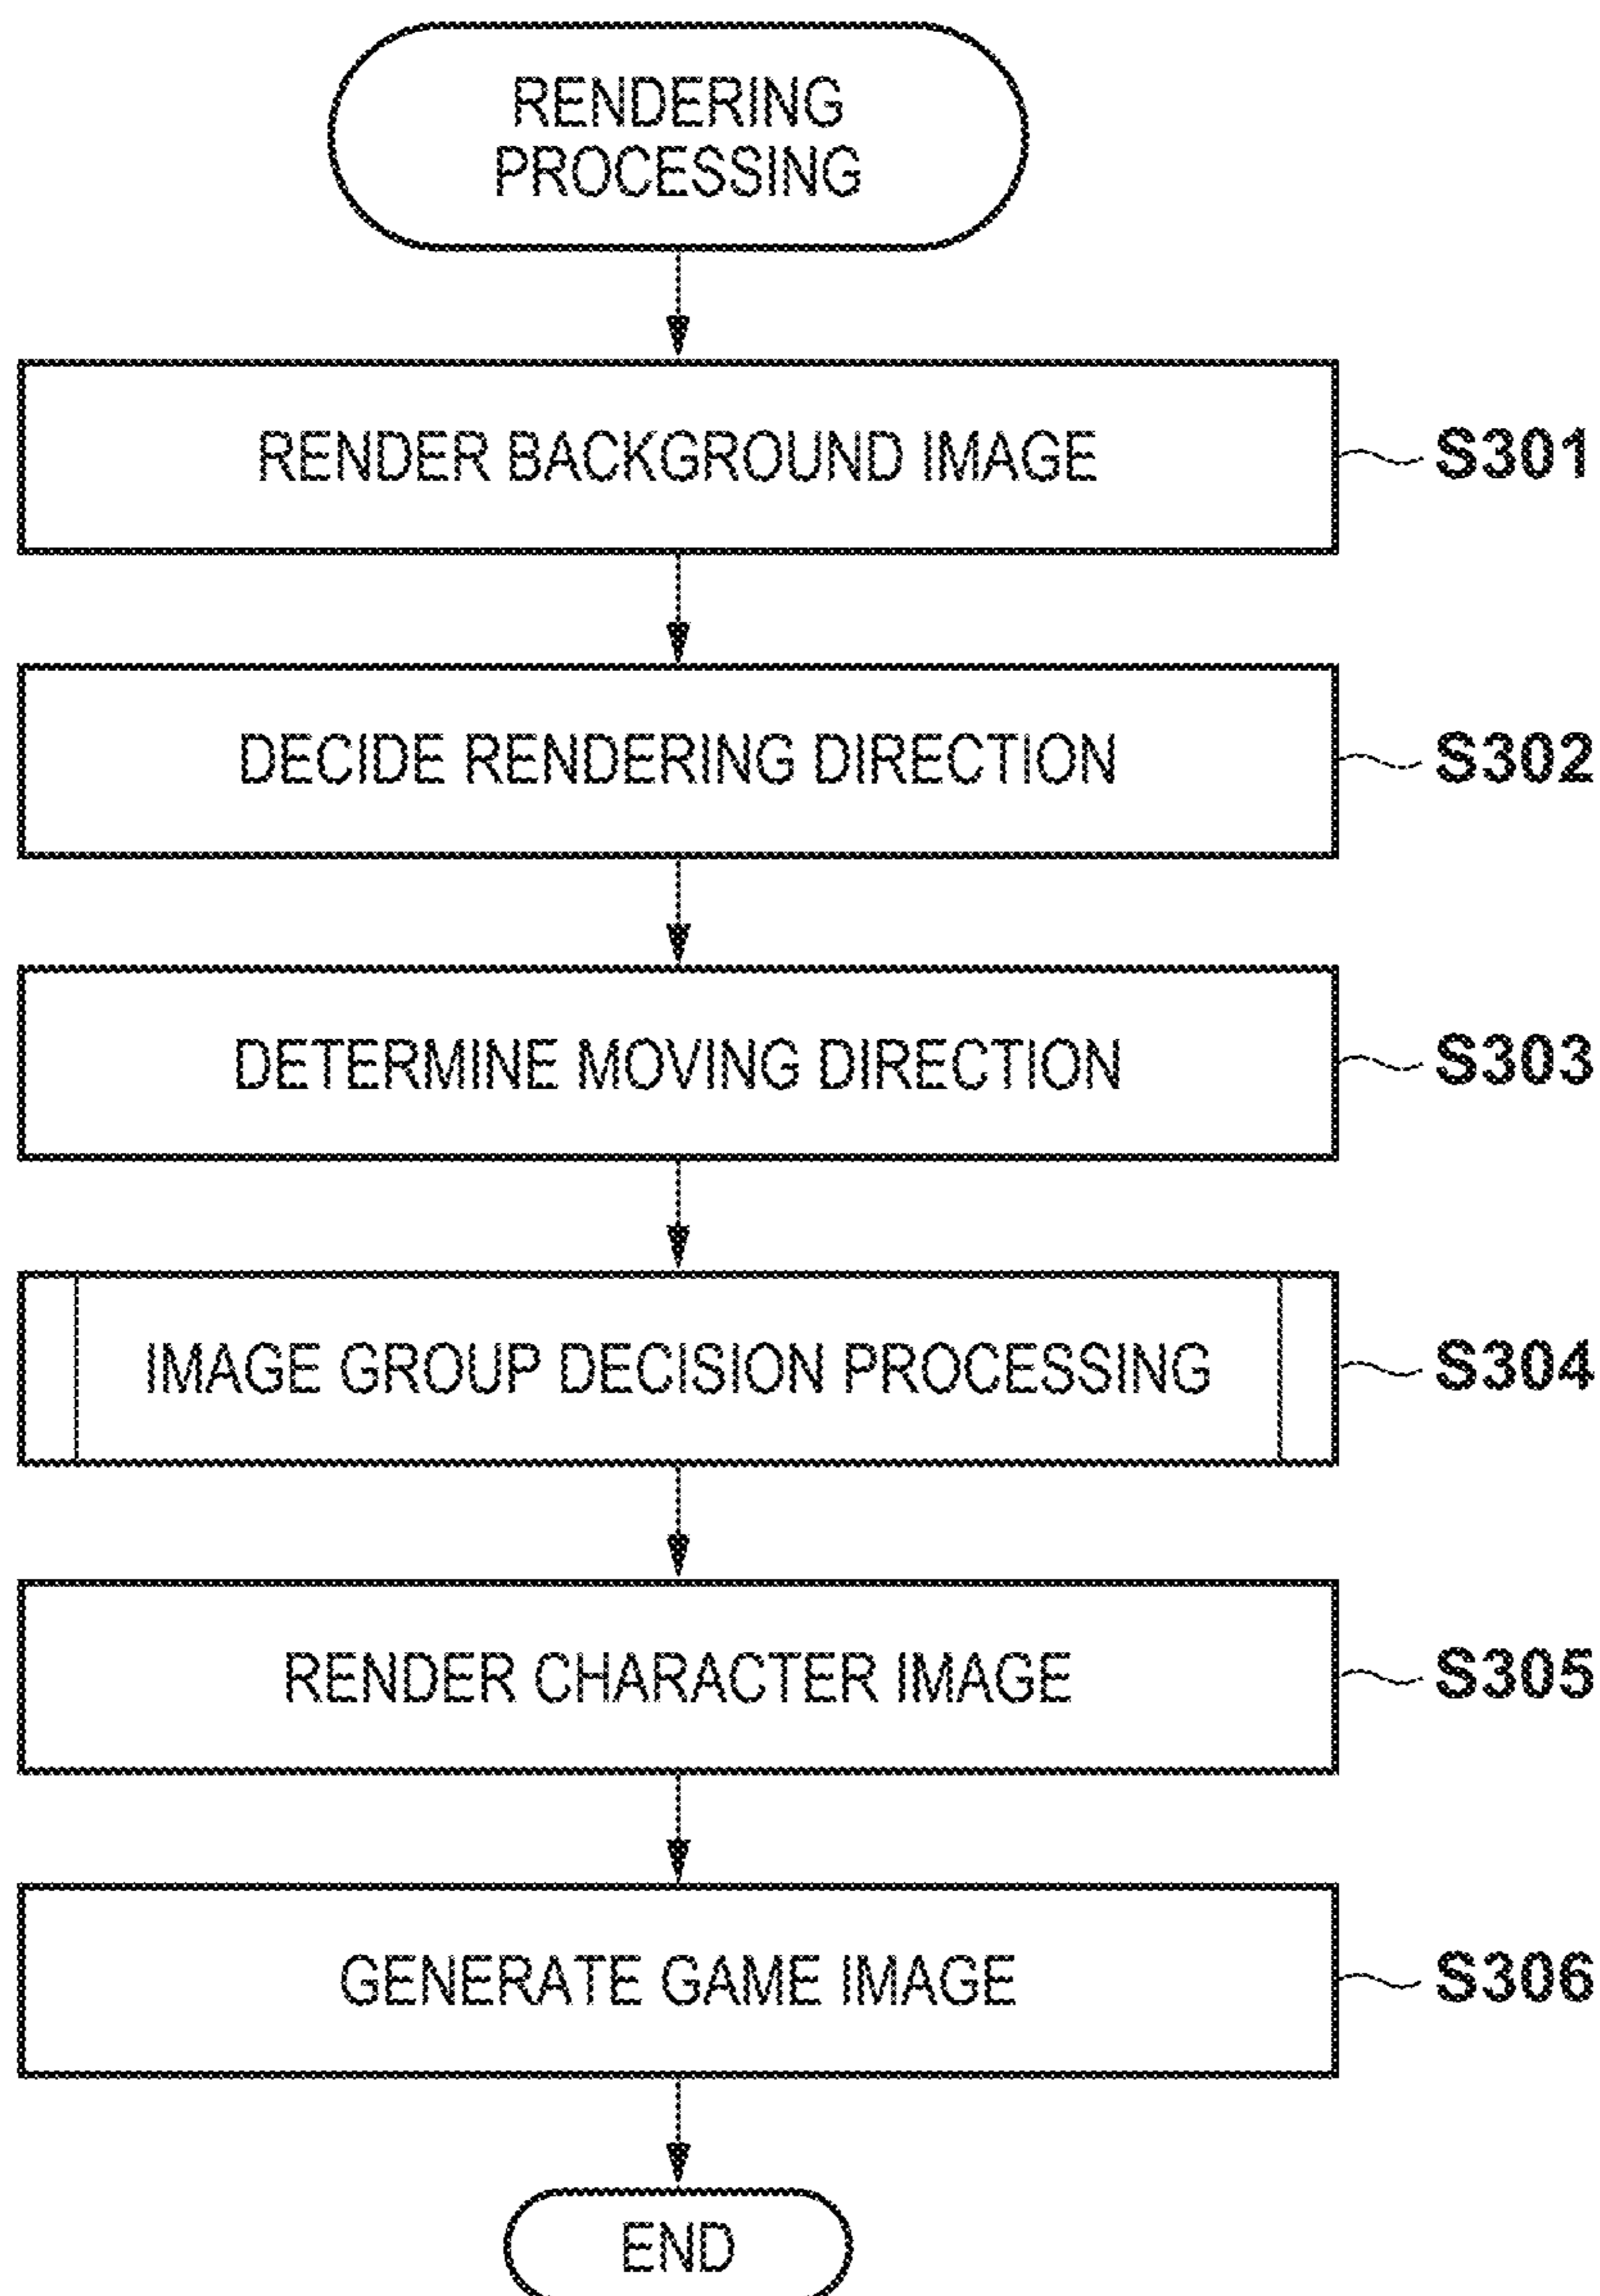 RENDERING
PROCESSING
RENDER BACKGROUND IMAGE
S301
DECIDE RENDERING DIRECTION
S302
DETERMINE MOVING DIRECTION
S303
IMAGE GROUP DECISION PROCESSING
S304
RENDER CHARACTER IMAGE
S305
GENERATE GAME IMAGE
S306
END